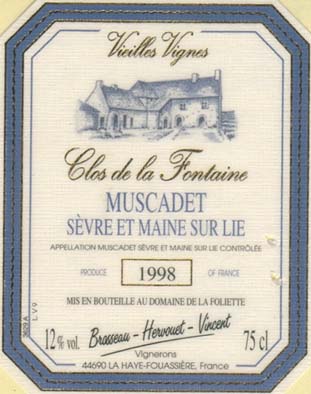 Vieilles Vignes
Clos de la Fontaine
MUSCADET
SÈVRE ET MAINE SUR LIE
APPELLATION MUSCADET SÈVRE ET MAINE SUR LIE CONTRÔLÉE
PRODUCE 1998 OF FRANCE
MIS EN BOUTEILLE AU DOMAINE DE LA FOLIETTE
12% vol. Brosseau - Hervouet - Vincent 75 cl
Vignerons
44690 LA HAYE-FOUASSIÈRE, France